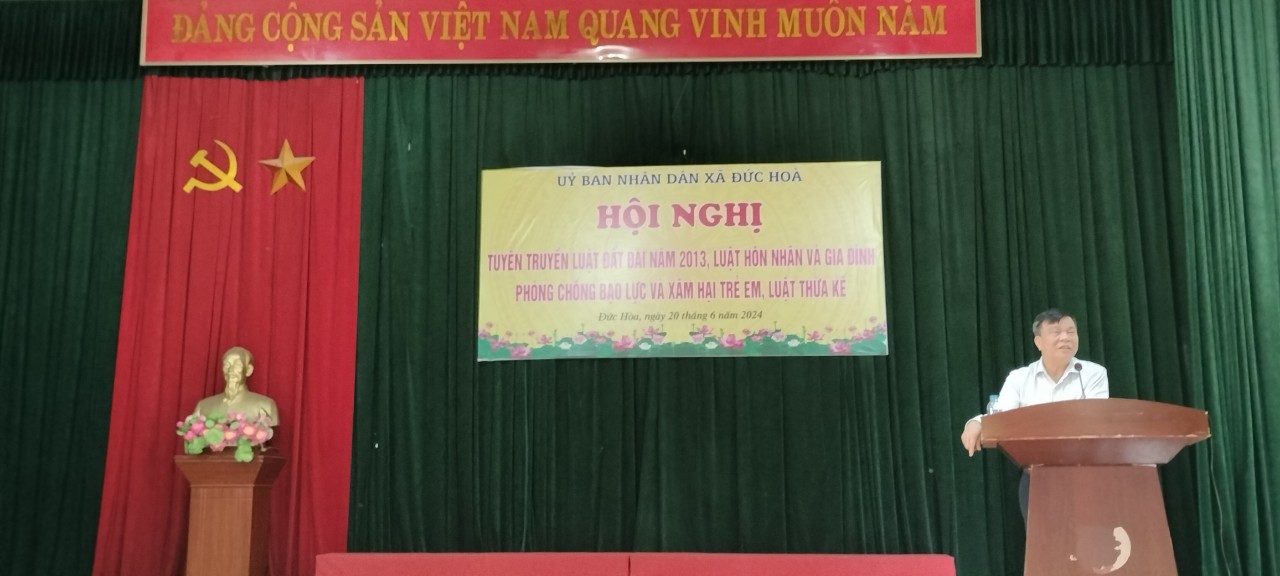 ĐẢNG CỘNG SẢN VIỆT NAM QUANG VINH MUÔN NĂM
UỶ BAN NHÂN DÂN XÃ ĐỨC HOÀ
HỘI NGHỊ
TUYÊN TRUYỀN LUẬT ĐẤT ĐAI NĂM 2013, LUẬT HÔN NHÂN VÀ GIA ĐÌNH
PHÒNG CHỐNG BẠO LỰC VÀ XÂM HẠI TRẺ EM, LUẬT THỪA KẾ
Đức Hòa, ngày 20 tháng 6 năm 2024